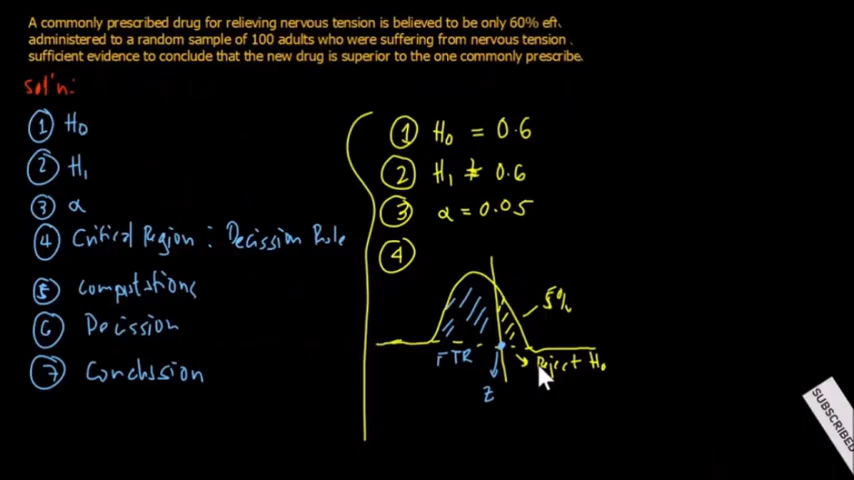 A commonly prescribed drug for relieving nervous tension is believed to be only 60%
administered to a random sample of 100 adults who were suffering from nervous tension
sufficient evidence to conclude that the new drug is superior to the one commonly prescribe.
Sol'n:
① H₀
② H₁
③ α
④ Critical Region : Decission Rule
⑤ Computations
⑥ Decission
⑦ Conclusion
① H₀ = 0.6
② H₁ ≠ 0.6
③ α = 0.05
④
5%
FTR
Reject H₀
Z
SUBSCRIBED